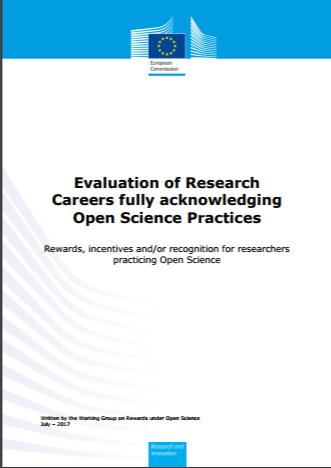 European
Commission
Evaluation of Research
Careers fully acknowledging
Open Science Practices
Rewards, incentives and/or recognition for researchers
practicing Open Science
Written by the Working Group on Rewards under Open Science
July – 2017
Research and
Innovation